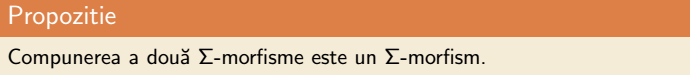 Propozitie
Compunerea a două Σ-morfisme este un Σ-morfism.